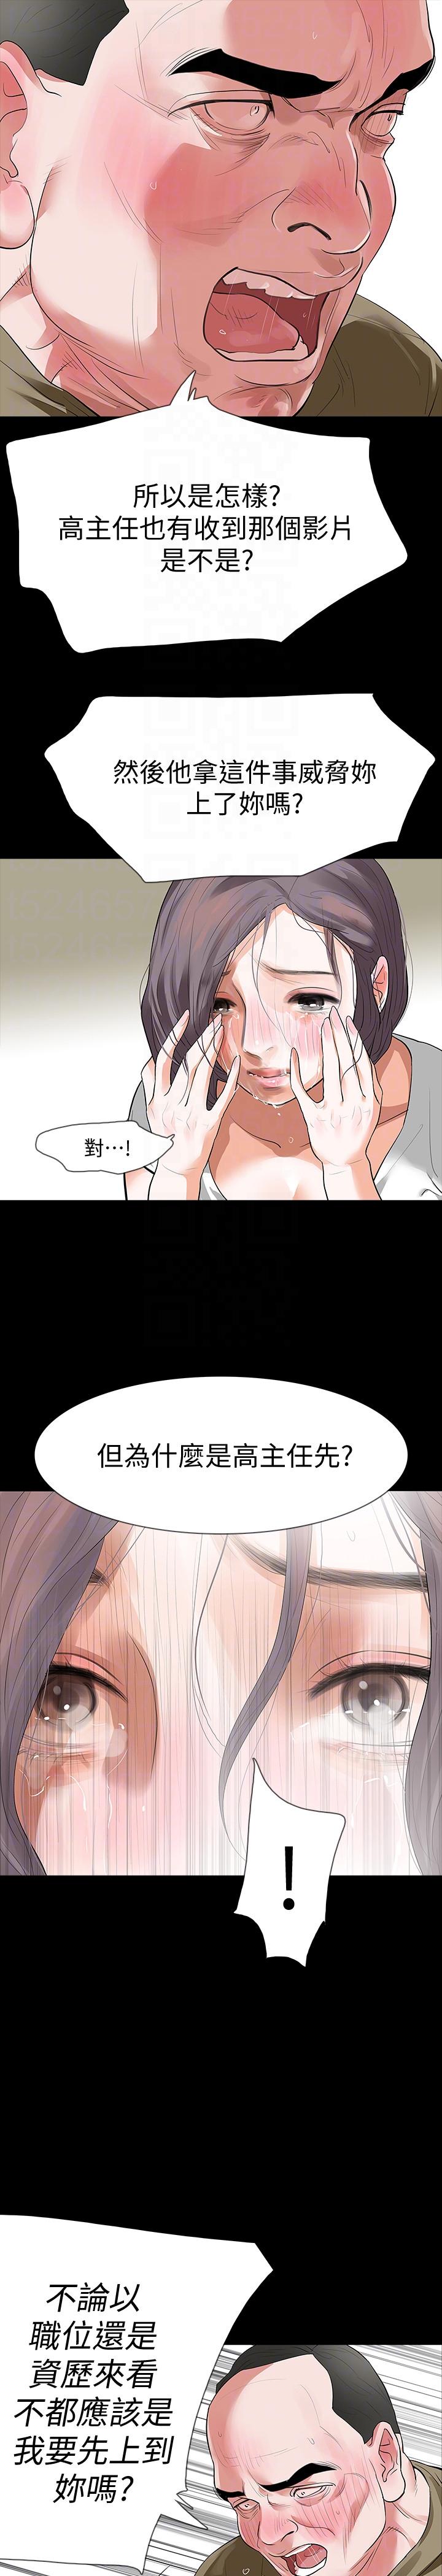 所以是怎樣?
高主任也有收到那個影片
是不是?
然後他拿這件事威脅妳
上了妳嗎?
對…!
但為什麼是高主任先?
!
不論以
職位還是
資歷來看
不都應該是
我要先上到
妳嗎?